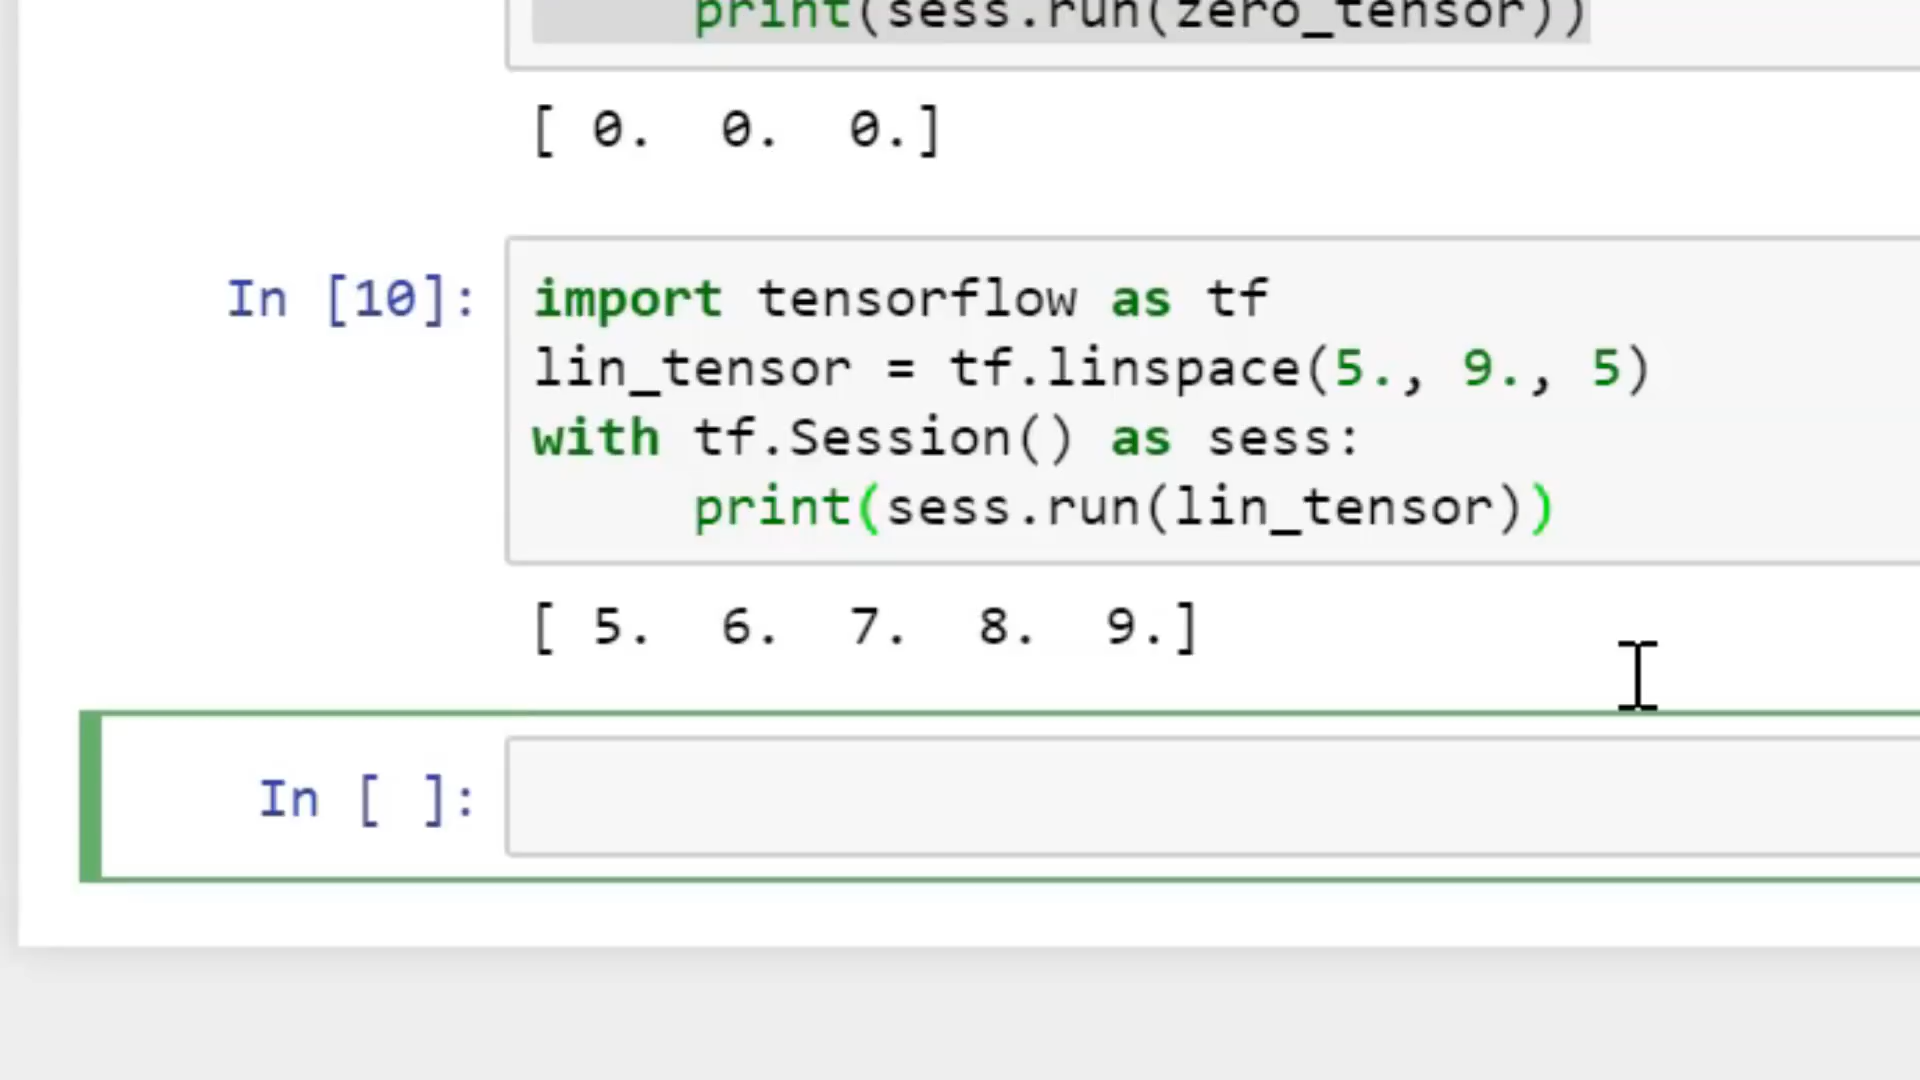 print(sess.run(zero_tensor))
[ 0.  0.  0.]
In [10]:
import tensorflow as tf
lin_tensor = tf.linspace(5., 9., 5)
with tf.Session() as sess:
     print(sess.run(lin_tensor))
[ 5.  6.  7.  8.  9.]
In [ ]: